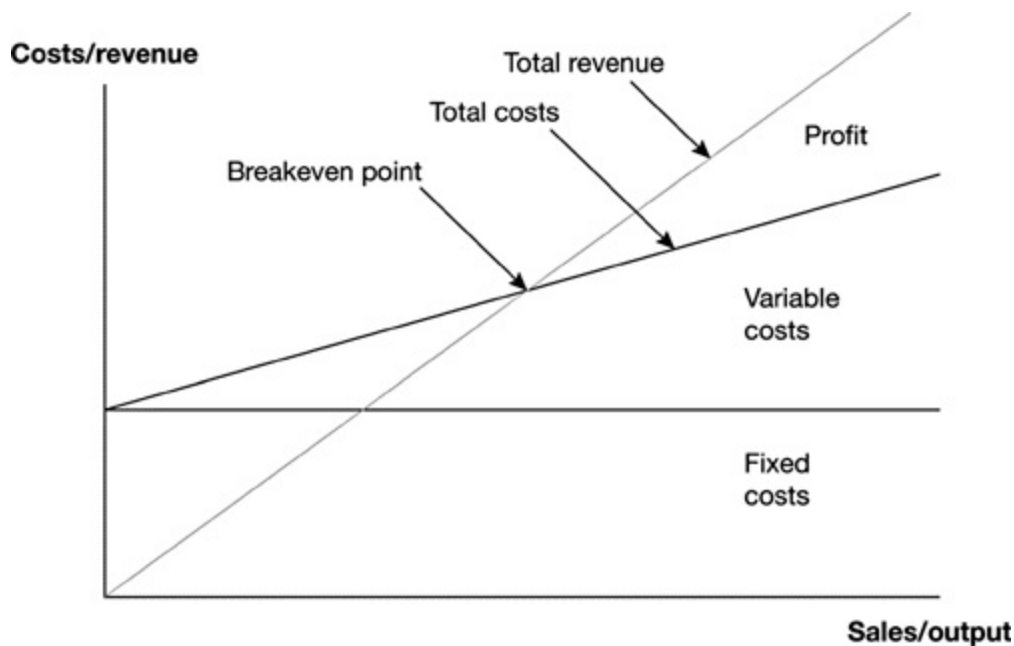 Costs/revenue
Total revenue
Total costs
Profit
Breakeven point
Variable
costs
Fixed
costs
Sales/output